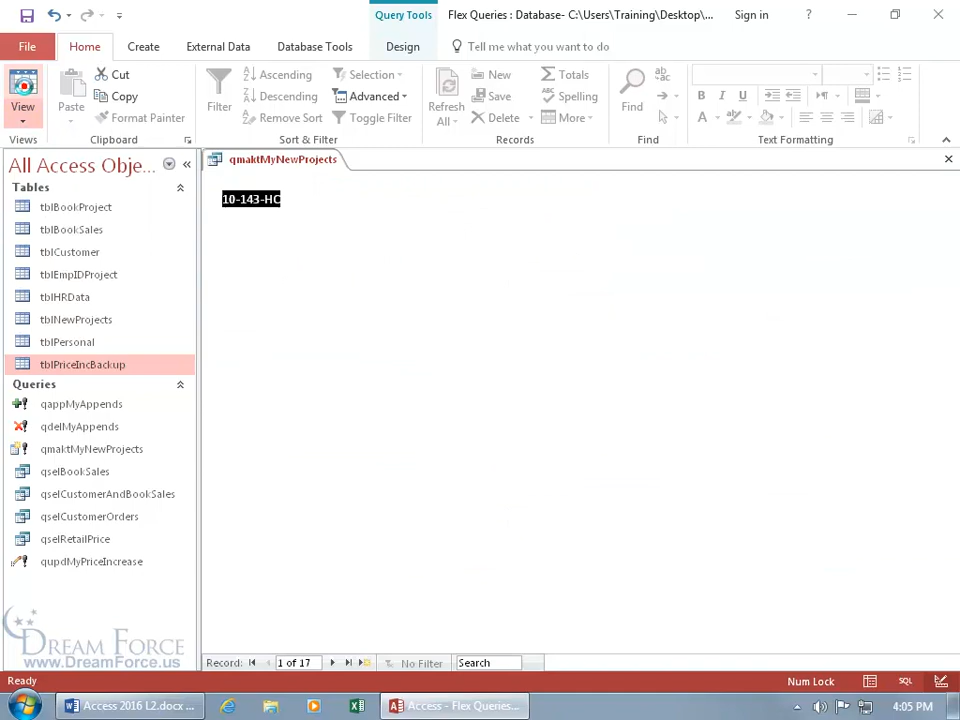 Query Tools
Flex Queries : Database- C:\Users\Training\Desktop\...
Sign in
?
File
Home
Create
External Data
Database Tools
Design
Tell me what you want to do
View
Views
Paste
Cut
Copy
Format Painter
Clipboard
Filter
Ascending
Descending
Remove Sort
Selection
Advanced
Toggle Filter
Sort & Filter
Refresh
All
New
Save
Delete
Totals
Spelling
More
Records
Find
Find
B I U
A
Text Formatting
All Access Obje...
Tables
tblBookProject
tblBookSales
tblCustomer
tblEmpIDProject
tblHRData
tblNewProjects
tblPersonal
tblPriceIncBackup
Queries
qappMyAppends
qdelMyAppends
qmaktMyNewProjects
qselBookSales
qselCustomerAndBookSales
qselCustomerOrders
qselRetailPrice
qupdMyPriceIncrease
DREAM FORCE
www.DreamForce.us
qmaktMyNewProjects
10-143-HC
Record:
1 of 17
No Filter
Search
Ready
Num Lock
SQL
Access 2016 L2.docx ...
Access - Flex Queries...
4:05 PM